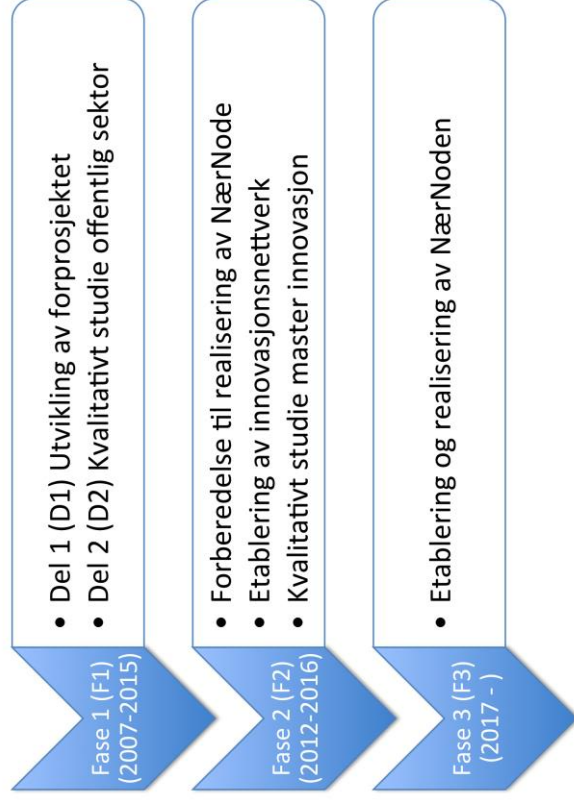 Fase 1 (F1)
(2007-2015)
• Del 1 (D1) Utvikling av forprosjektet
• Del 2 (D2) Kvalitativt studie offentlig sektor
Fase 2 (F2)
(2012-2016)
• Forberedelse til realisering av NærNode
• Etablering av innovasjonsnettverk
• Kvalitativt studie master innovasjon
Fase 3 (F3)
(2017 - )
• Etablering og realisering av NærNoden